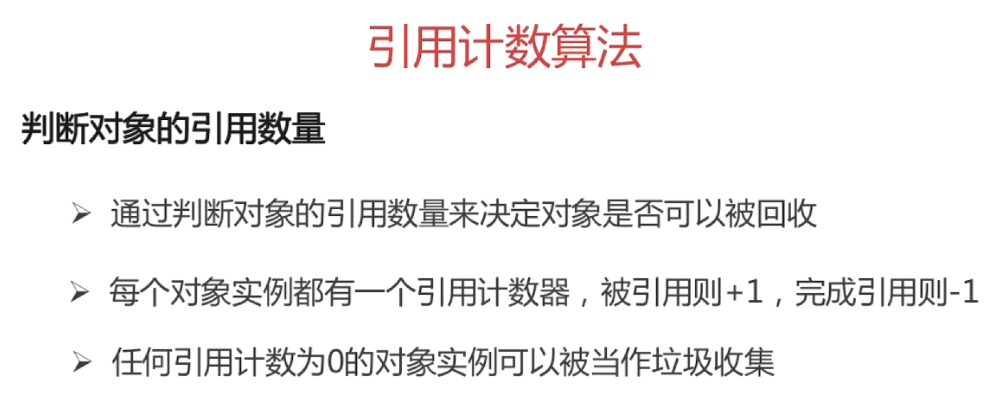 引用计数算法
判断对象的引用数量
➢ 通过判断对象的引用数量来决定对象是否可以被回收
➢ 每个对象实例都有一个引用计数器，被引用则+1，完成引用则-1
➢ 任何引用计数为0的对象实例可以被当作垃圾收集